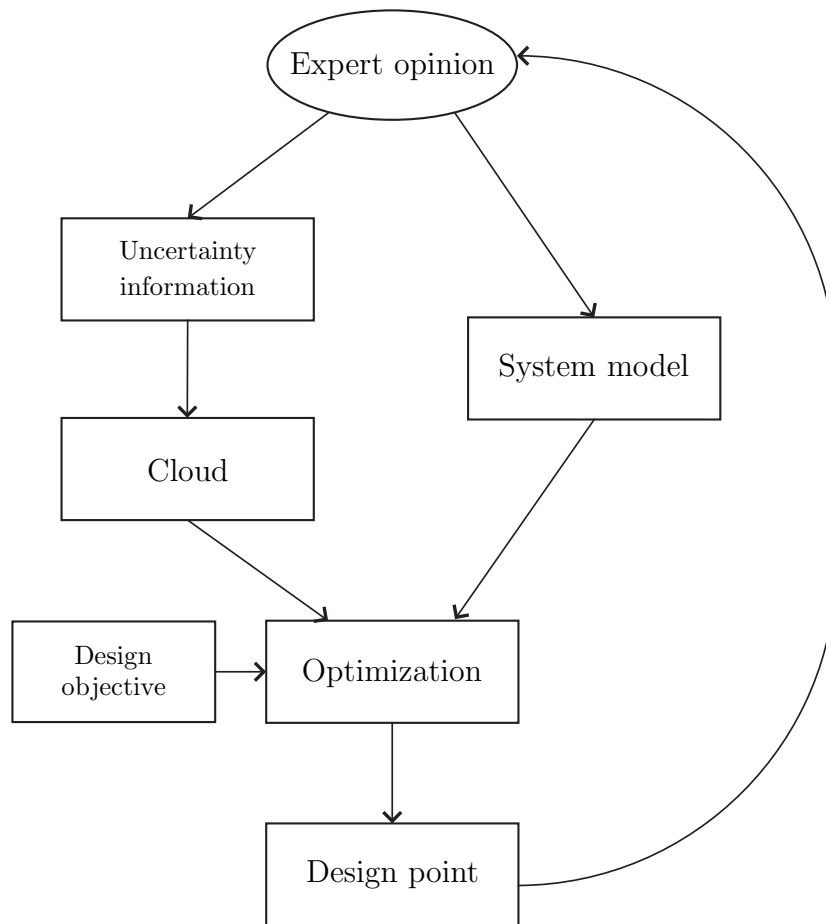 Expert opinion
Uncertainty
information
System model
Cloud
Design
objective
Optimization
Design point